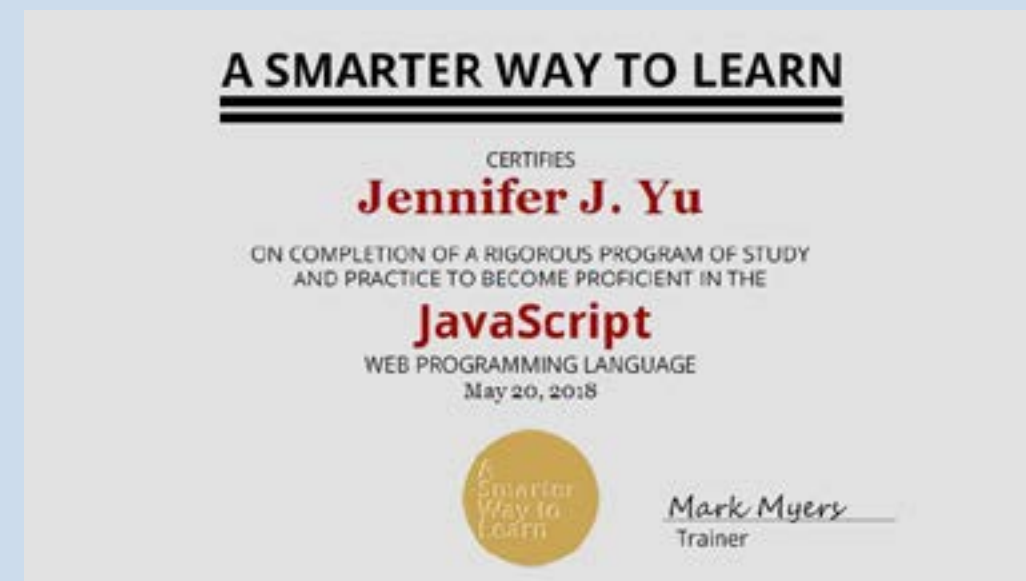 A SMARTER WAY TO LEARN
CERTIFIES
Jennifer J. Yu
ON COMPLETION OF A RIGOROUS PROGRAM OF STUDY
AND PRACTICE TO BECOME PROFICIENT IN THE
JavaScript
WEB PROGRAMMING LANGUAGE
May 20, 2018
A
Smarter
Way to
Learn
Mark Myers
Trainer